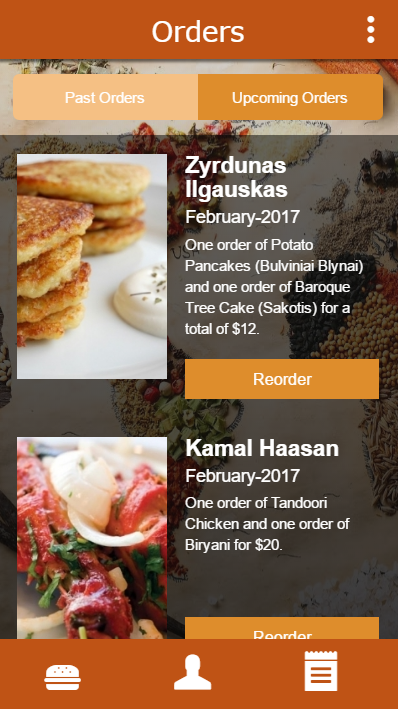 Orders
Past Orders
Upcoming Orders
Zyrdunas
Ilgauskas
February-2017
One order of Potato
Pancakes (Bulviniai Blynai)
and one order of Baroque
Tree Cake (Sakotis) for a
total of $12.
Reorder
Kamal Haasan
February-2017
One order of Tandoori
Chicken and one order of
Biryani for $20.
Reorder